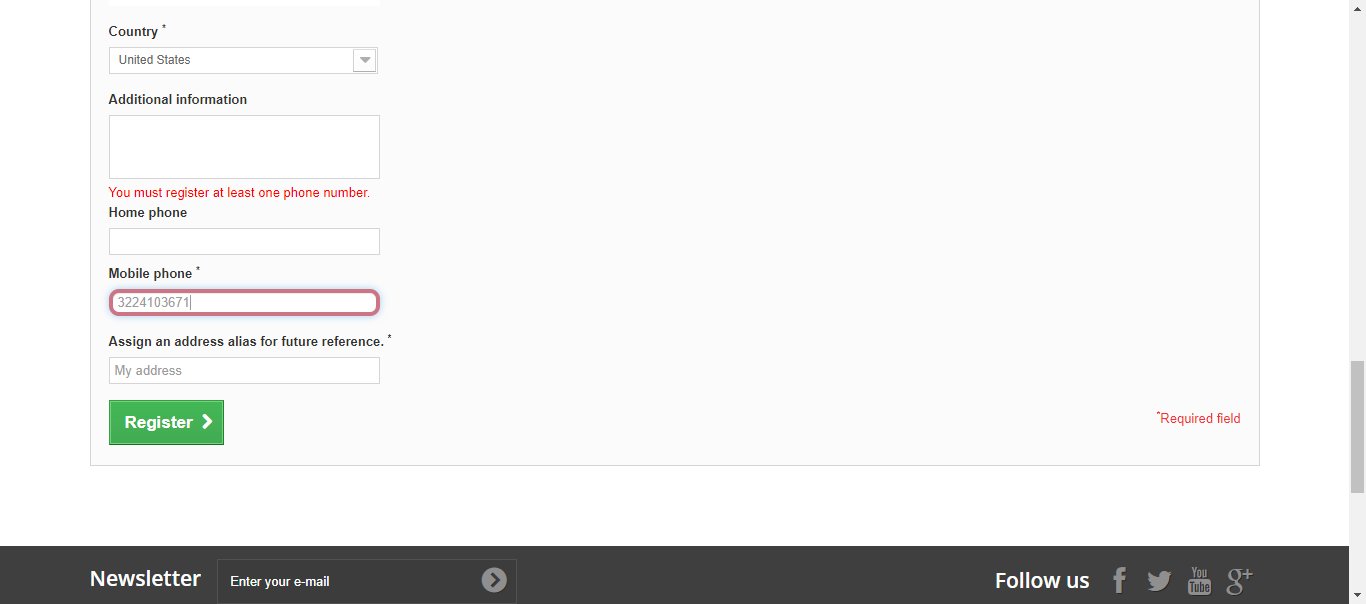 Country *
United States
Additional information
You must register at least one phone number.
Home phone
Mobile phone *
3224103671
Assign an address alias for future reference. *
My address
Register
*Required field
Newsletter
Enter your e-mail
Follow us
You Tube
g+